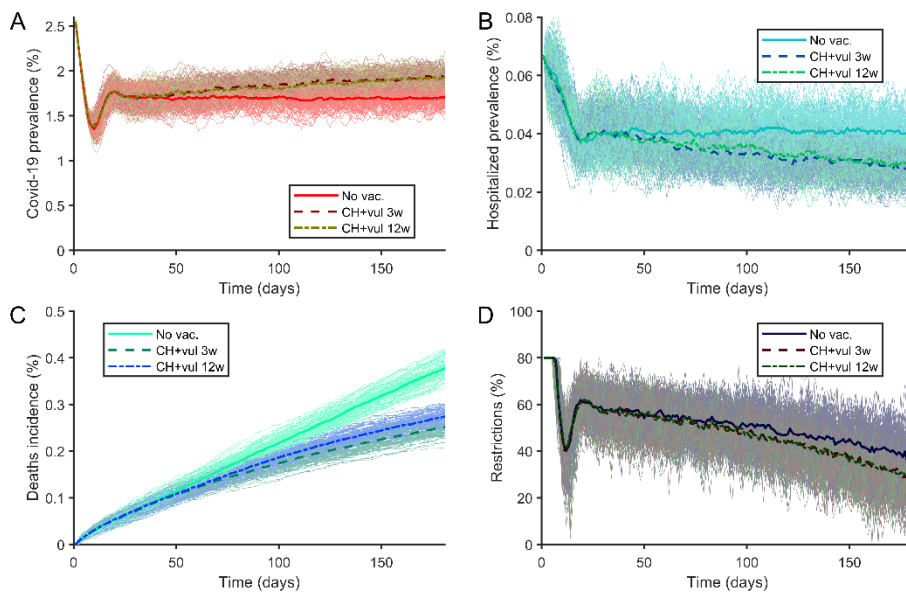 A
Covid-19 prevalence (%)
2.5
2
1.5
1
0.5
0
0
50
100
150
Time (days)
No vac.
CH+vul 3w
CH+vul 12w
B
Hospitalized prevalence (%)
0.08
0.06
0.04
0.02
0
0
50
100
150
Time (days)
No vac.
CH+vul 3w
CH+vul 12w
C
Deaths incidence (%)
0.5
0.4
0.3
0.2
0.1
0
0
50
100
150
Time (days)
No vac.
CH+vul 3w
CH+vul 12w
D
Restrictions (%)
100
80
60
40
20
0
0
50
100
150
Time (days)
No vac.
CH+vul 3w
CH+vul 12w